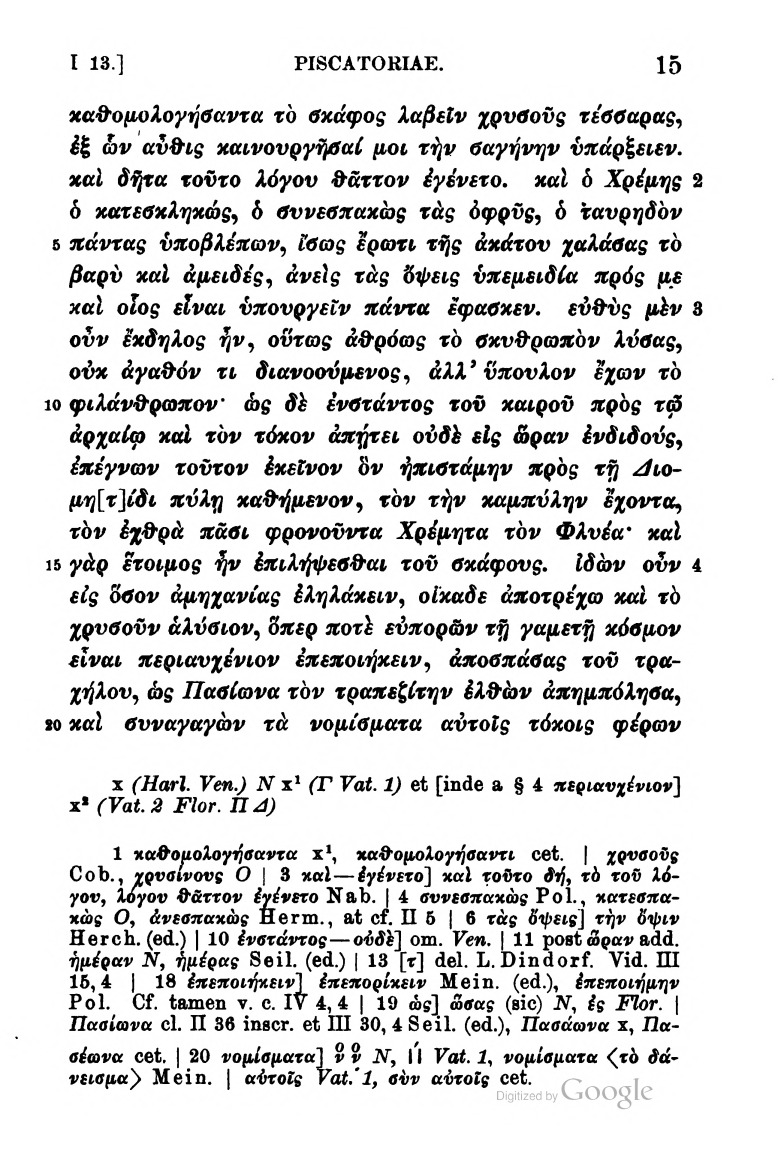 I 13.] PISCATORIAE. 15
καθομολογήσαντα τὸ σκάφος λαβεῖν χρυσοῦς τέσσαρας,
ἐξ ὧν αὖθις καινουργῆσαί μοι τὴν σαγήνην ὑπάρξειεν.
καὶ δῆτα τοῦτο λόγου θᾶττον ἐγένετο. καὶ ὁ Χρέμης 2
ὁ κατεσκληκώς, ὁ συνεσπακὼς τὰς ὀφρῦς, ὁ ταυρηδὸν
5 πάντας ὑποβλέπων, ἴσως ἔρωτι τῆς ἀκάτου χαλάσας τὸ
βαρὺ καὶ ἀμειδές, ἀνεὶς τὰς ὄψεις ὑπεμειδία πρός με
καὶ οἷος εἶναι ὑπουργεῖν πάντα ἔφασκεν. εὐθὺς μὲν 3
οὖν ἔκδηλος ἦν, οὕτως ἀθρόως τὸ σκυθρωπὸν λύσας,
οὐκ ἀγαθόν τι διανοούμενος, ἀλλ’ ὕπουλον ἔχων τὸ
10 φιλάνθρωπον· ὡς δὲ ἐνστάντος τοῦ καιροῦ πρὸς τῷ
ἀρχαίῳ καὶ τὸν τόκον ἀπῄτει οὐδὲ εἰς ὥραν ἐνδιδούς,
ἐπέγνων τοῦτον ἐκεῖνον ὃν ἠπιστάμην πρὸς τῇ Διο-
μη[τ]ίδι πύλῃ καθήμενον, τὸν τὴν καμπύλην ἔχοντα,
τὸν ἐχθρὰ πᾶσι φρονοῦντα Χρέμητα τὸν Φλυέα· καὶ
15 γὰρ ἕτοιμος ἦν ἐπιλήψεσθαι τοῦ σκάφους. ἰδὼν οὖν 4
εἰς ὅσον ἀμηχανίας ἐληλάκειν, οἴκαδε ἀποτρέχω καὶ τὸ
χρυσοῦν ἁλύσιον, ὅπερ ποτὲ εὐπορῶν τῇ γαμετῇ κόσμον
εἶναι περιαυχένιον ἐπεποιήκειν, ἀποσπάσας τοῦ τρα-
χήλου, ὡς Πασίωνα τὸν τραπεζίτην ἐλθὼν ἀπημπόλησα,
20 καὶ συναγαγὼν τὰ νομίσματα αὐτοῖς τόκοις φέρων
x (Harl. Ven.) N x¹ (Γ Vat. 1) et [inde a § 4 περιαυχένιον]
x² (Vat. 2 Flor. Π Δ)
1 καθομολογήσαντα x¹, καθομολογήσαντι cet. | χρυσοῦς
Cob., χρυσίνους O | 3 καὶ—ἐγένετο] καὶ τοῦτο δή, τὸ τοῦ λό-
γου, λόγου θᾶττον ἐγένετο Nab. | 4 συνεσπακὼς Pol., κατεσπα-
κὼς O, ἀνεσπακὼς Herm., at cf. II 5 | 6 τὰς ὄψεις] τὴν ὄψιν
Herch. (ed.) | 10 ἐνστάντος—οὐδὲ] om. Ven. | 11 post ὥραν add.
ἡμέραν N, ἡμέρας Seil. (ed.) | 13 [τ] del. L. Dindorf. Vid. III
15, 4 | 18 ἐπεποιήκειν] ἐπεπορίκειν Mein. (ed.), ἐπεποιήμην
Pol. Cf. tamen v. c. IV 4, 4 | 19 ὡς] ὥσας (sic) N, ἐς Flor. |
Πασίωνα cl. II 36 inscr. et III 30, 4 Seil. (ed.), Πασάωνα x, Πα-
σέωνα cet. | 20 νομίσματα] N, Vat. 1, νομίσματα ⟨τὸ δά-
νεισμα⟩ Mein. | αὐτοῖς Vat. 1, σὺν αὐτοῖς cet.
Digitized by Google